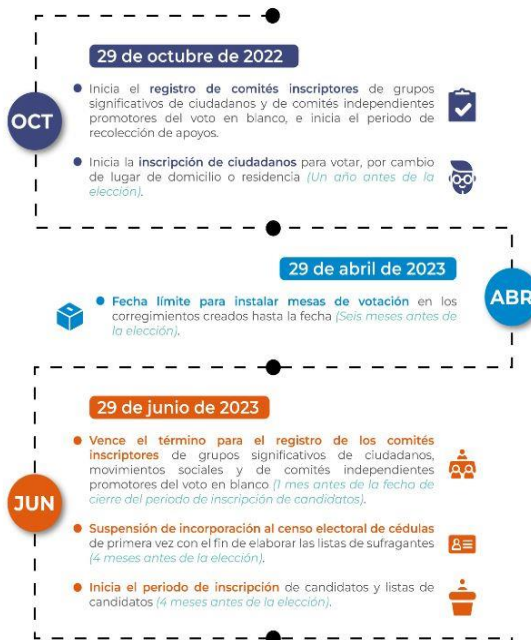 29 de octubre de 2022
Inicia el registro de comités inscriptores de grupos
significativos de ciudadanos y de comités independientes
promotores del voto en blanco, e inicia el periodo de
recolección de apoyos.
OCT
Inicia la inscripción de ciudadanos para votar, por cambio
de lugar de domicilio o residencia (Un año antes de la
elección).
29 de abril de 2023
ABR
Fecha límite para instalar mesas de votación en los
corregimientos creados hasta la fecha (Seis meses antes de
la elección).
29 de junio de 2023
Vence el término para el registro de los comités
inscriptores de grupos significativos de ciudadanos,
movimientos sociales y de comités independientes
promotores del voto en blanco (1 mes antes de la fecha de
cierre del periodo de inscripción de candidatos).
JUN
Suspensión de incorporación al censo electoral de cédulas
de primera vez con el fin de elaborar las listas de sufragantes
(4 meses antes de la elección).
Inicia el periodo de inscripción de candidatos y listas de
candidatos (4 meses antes de la elección).